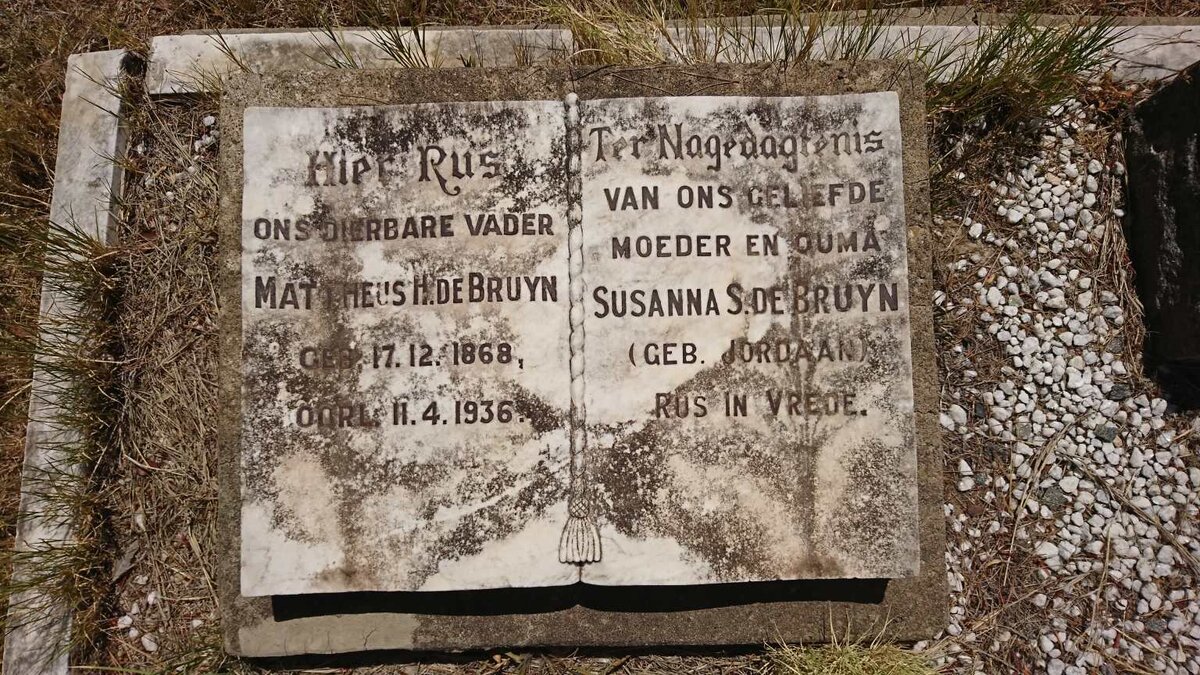 Hier Rus
ONS DIERBARE VADER
MATTHEUS H. DE BRUYN
GEB. 17.12.1868,
OORL. 11.4.1936.
Ter Nagedagtenis
VAN ONS GELIEFDE
MOEDER EN OUMA
SUSANNA S. DE BRUYN
(GEB. JORDAAN)
RUS IN VREDE.